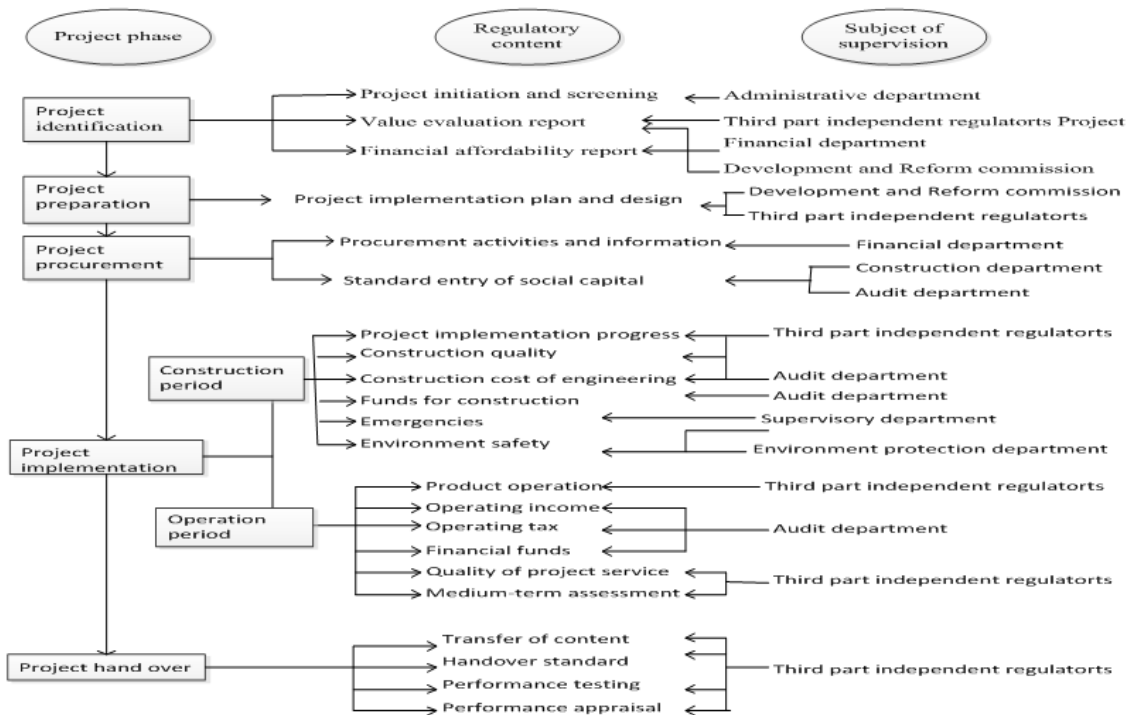 Project phase
Regulatory
content
Subject of
supervision
Project
identification
Project initiation and screening
Administrative department
Value evaluation report
Third part independent regulatorts Project
Financial department
Financial affordability report
Development and Reform commission
Project
preparation
Project implementation plan and design
Development and Reform commission
Third part independent regulatorts
Project
procurement
Procurement activities and information
Financial department
Standard entry of social capital
Construction department
Audit department
Construction
period
Project implementation progress
Third part independent regulatorts
Construction quality
Construction cost of engineering
Audit department
Funds for construction
Audit department
Emergencies
Supervisory department
Environment safety
Environment protection department
Project
implementation
Operation
period
Product operation
Third part independent regulatorts
Operating income
Operating tax
Audit department
Financial funds
Quality of project service
Third part independent regulatorts
Medium-term assessment
Project hand over
Transfer of content
Handover standard
Third part independent regulatorts
Performance testing
Performance appraisal